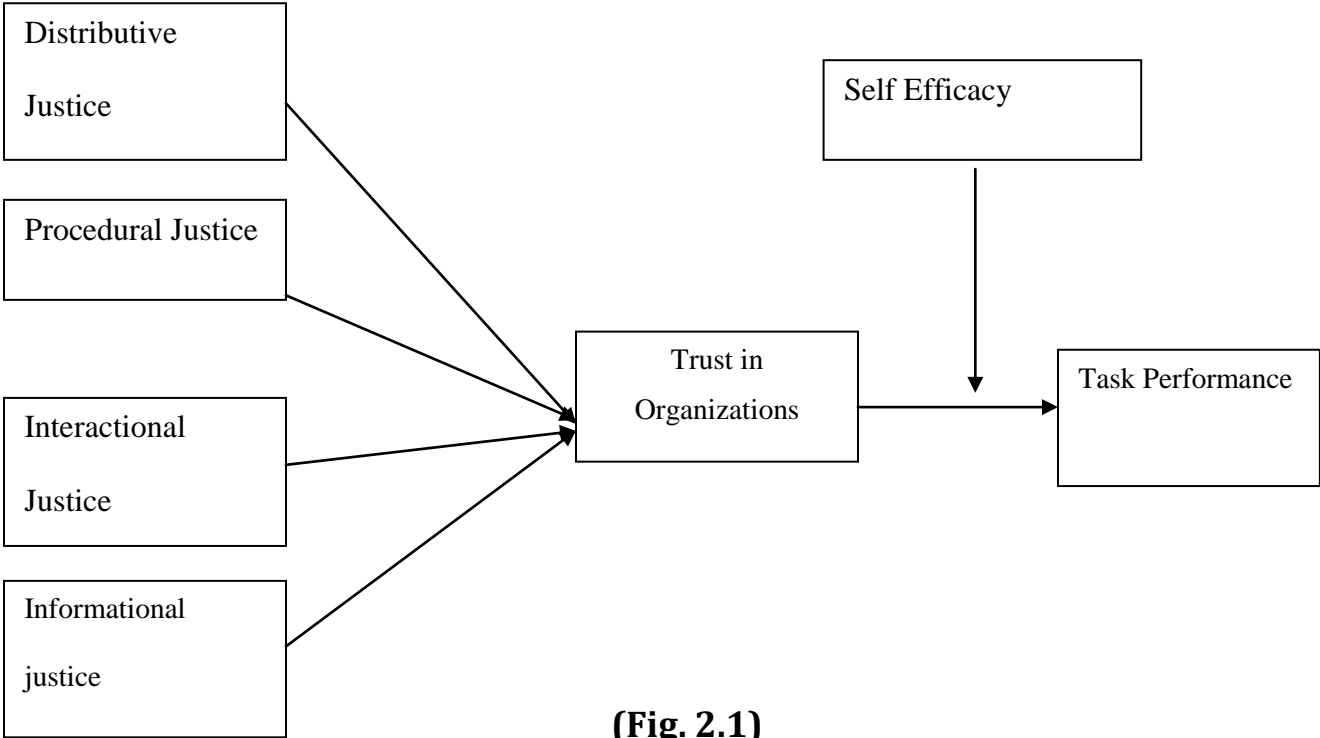 Distributive
Justice
Self Efficacy
Procedural Justice
Trust in
Organizations
Task Performance
Interactional
Justice
Informational
justice
(Fig. 2.1)